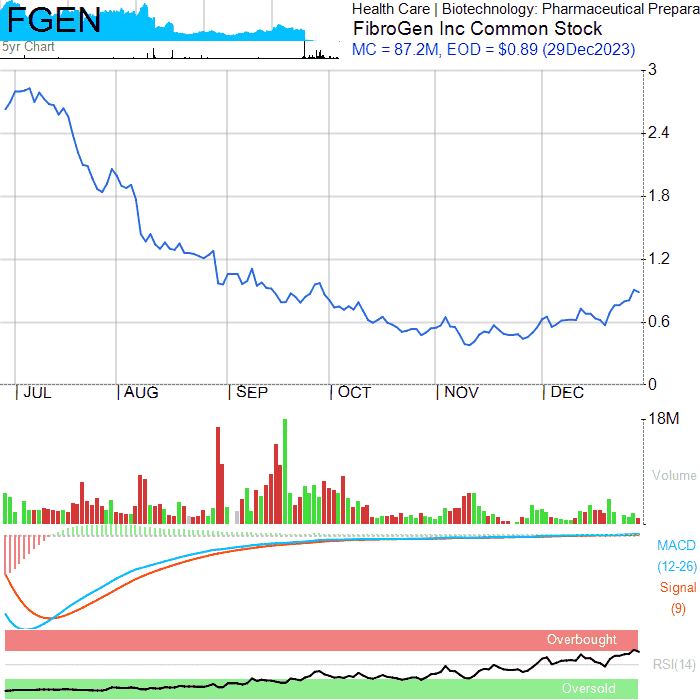 FGEN
5yr Chart
Health Care | Biotechnology: Pharmaceutical Prepara
FibroGen Inc Common Stock
MC = 87.2M, EOD = $0.89 (29Dec2023)
3
2.4
1.8
1.2
0.6
0
| JUL | AUG | SEP | OCT | NOV | DEC
18M
Volume
MACD
(12-26)
Signal
(9)
Overbought
RSI(14)
Oversold